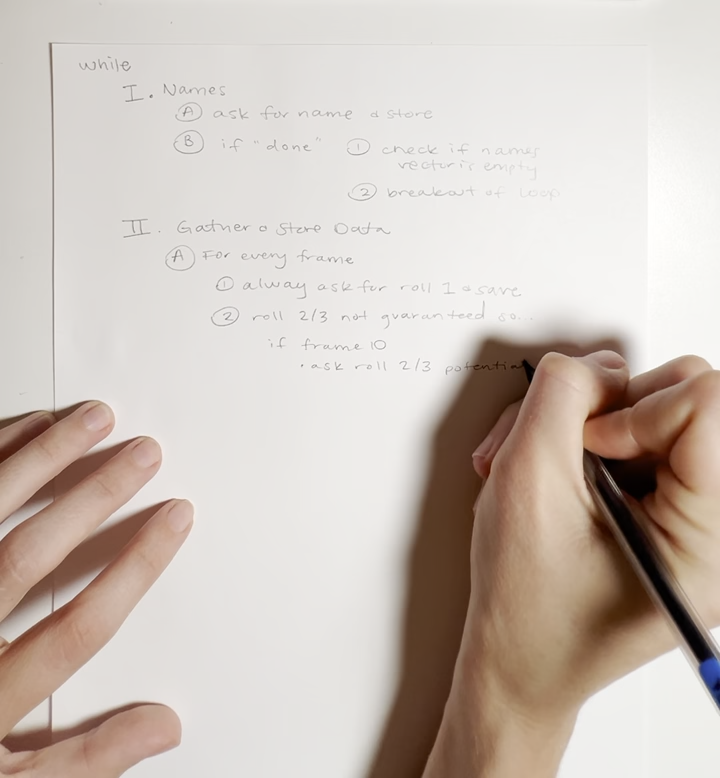 while
I. Names
A ask for name & store
B if "done" 1 check if names
vector is empty
2 breakout of loop
II. Gather & Store Data
A For every frame
1 alway ask for roll 1 & save
2 roll 2/3 not guaranteed so...
if frame 10
• ask roll 2/3 potentia